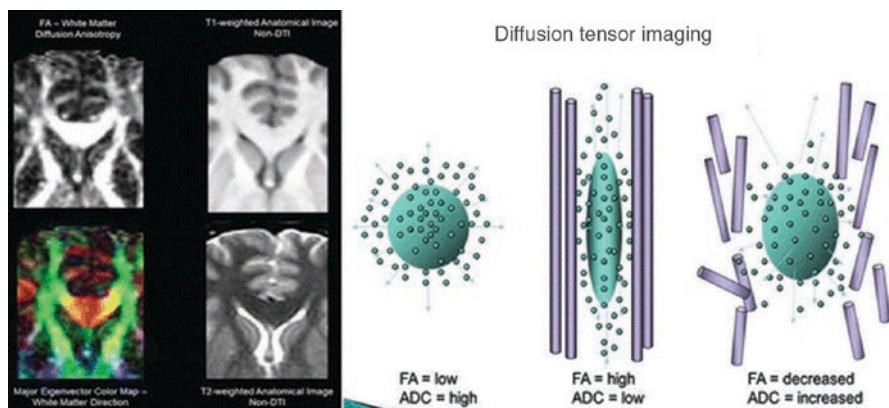 FA – White Matter
Diffusion Anisotropy
T1-weighted Anatomical Image
Non-DTI
Major Eigenvector Color Map –
White Matter Direction
T2-weighted Anatomical Image
Non-DTI
Diffusion tensor imaging
FA = low
ADC = high
FA = high
ADC = low
FA = decreased
ADC = increased